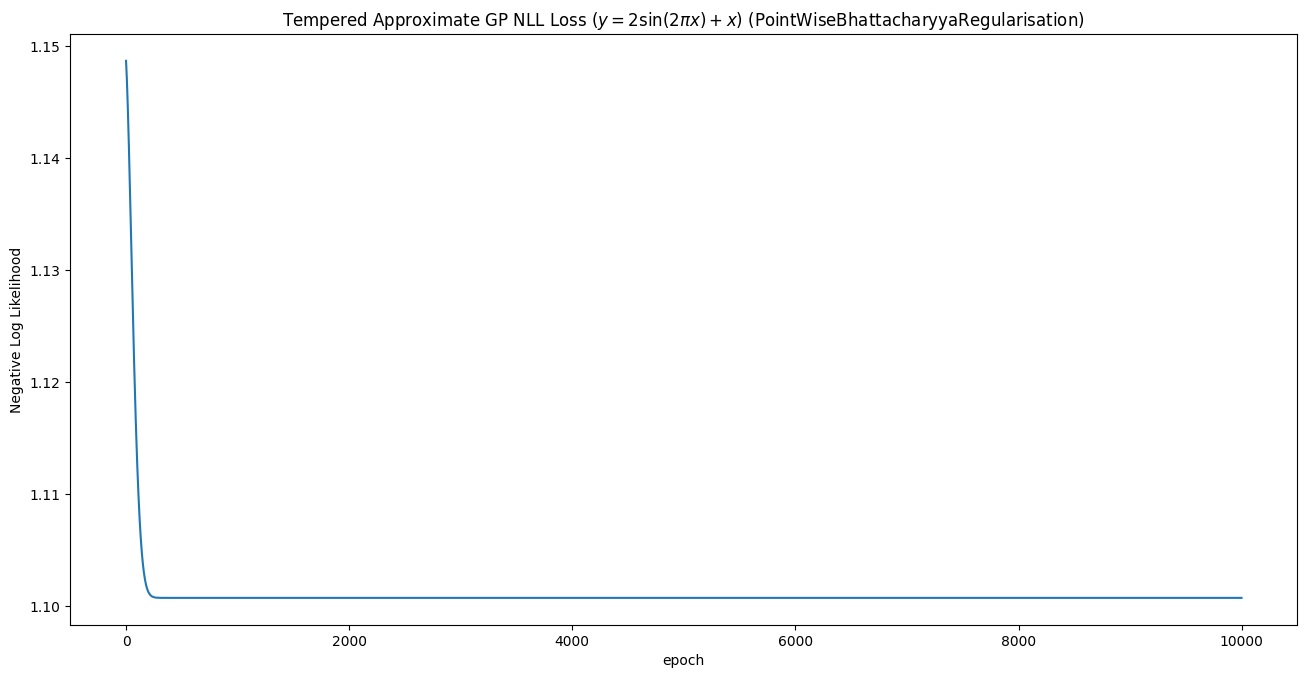 Tempered Approximate GP NLL Loss (y = 2sin(2πx) + x) (PointWiseBhattacharyyaRegularisation)
1.15
1.14
1.13
1.12
1.11
1.10
Negative Log Likelihood
0 2000 4000 6000 8000 10000
epoch